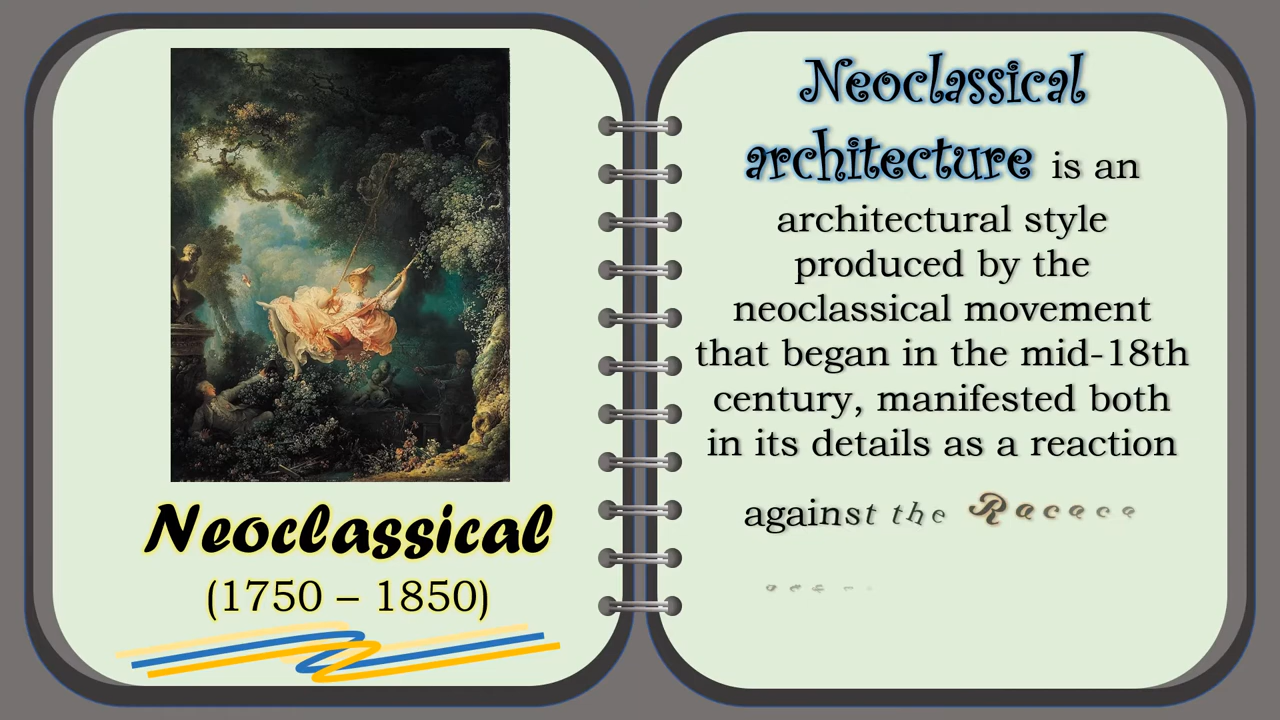 Neoclassical
(1750 – 1850)
Neoclassical
architecture is an
architectural style
produced by the
neoclassical movement
that began in the mid-18th
century, manifested both
in its details as a reaction
against the